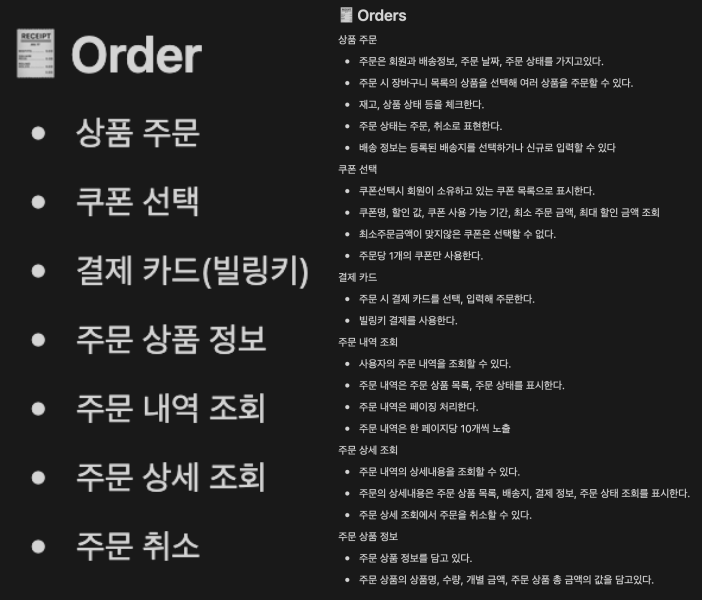 RECEIPT
Order
• 상품 주문
• 쿠폰 선택
• 결제 카드(빌링키)
• 주문 상품 정보
• 주문 내역 조회
• 주문 상세 조회
• 주문 취소
Orders
상품 주문
• 주문은 회원과 배송정보, 주문 날짜, 주문 상태를 가지고있다.
• 주문 시 장바구니 목록의 상품을 선택해 여러 상품을 주문할 수 있다.
• 재고, 상품 상태 등을 체크한다.
• 주문 상태는 주문, 취소로 표현한다.
• 배송 정보는 등록된 배송지를 선택하거나 신규로 입력할 수 있다
쿠폰 선택
• 쿠폰선택시 회원이 소유하고 있는 쿠폰 목록으로 표시한다.
• 쿠폰명, 할인 값, 쿠폰 사용 가능 기간, 최소 주문 금액, 최대 할인 금액 조회
• 최소주문금액이 맞지않은 쿠폰은 선택할 수 없다.
• 주문당 1개의 쿠폰만 사용한다.
결제 카드
• 주문 시 결제 카드를 선택, 입력해 주문한다.
• 빌링키 결제를 사용한다.
주문 내역 조회
• 사용자의 주문 내역을 조회할 수 있다.
• 주문 내역은 주문 상품 목록, 주문 상태를 표시한다.
• 주문 내역은 페이징 처리한다.
• 주문 내역은 한 페이지당 10개씩 노출
주문 상세 조회
• 주문 내역의 상세내용을 조회할 수 있다.
• 주문의 상세내용은 주문 상품 목록, 배송지, 결제 정보, 주문 상태 조회를 표시한다.
• 주문 상세 조회에서 주문을 취소할 수 있다.
주문 상품 정보
• 주문 상품 정보를 담고 있다.
• 주문 상품의 상품명, 수량, 개별 금액, 주문 상품 총 금액의 값을 담고있다.